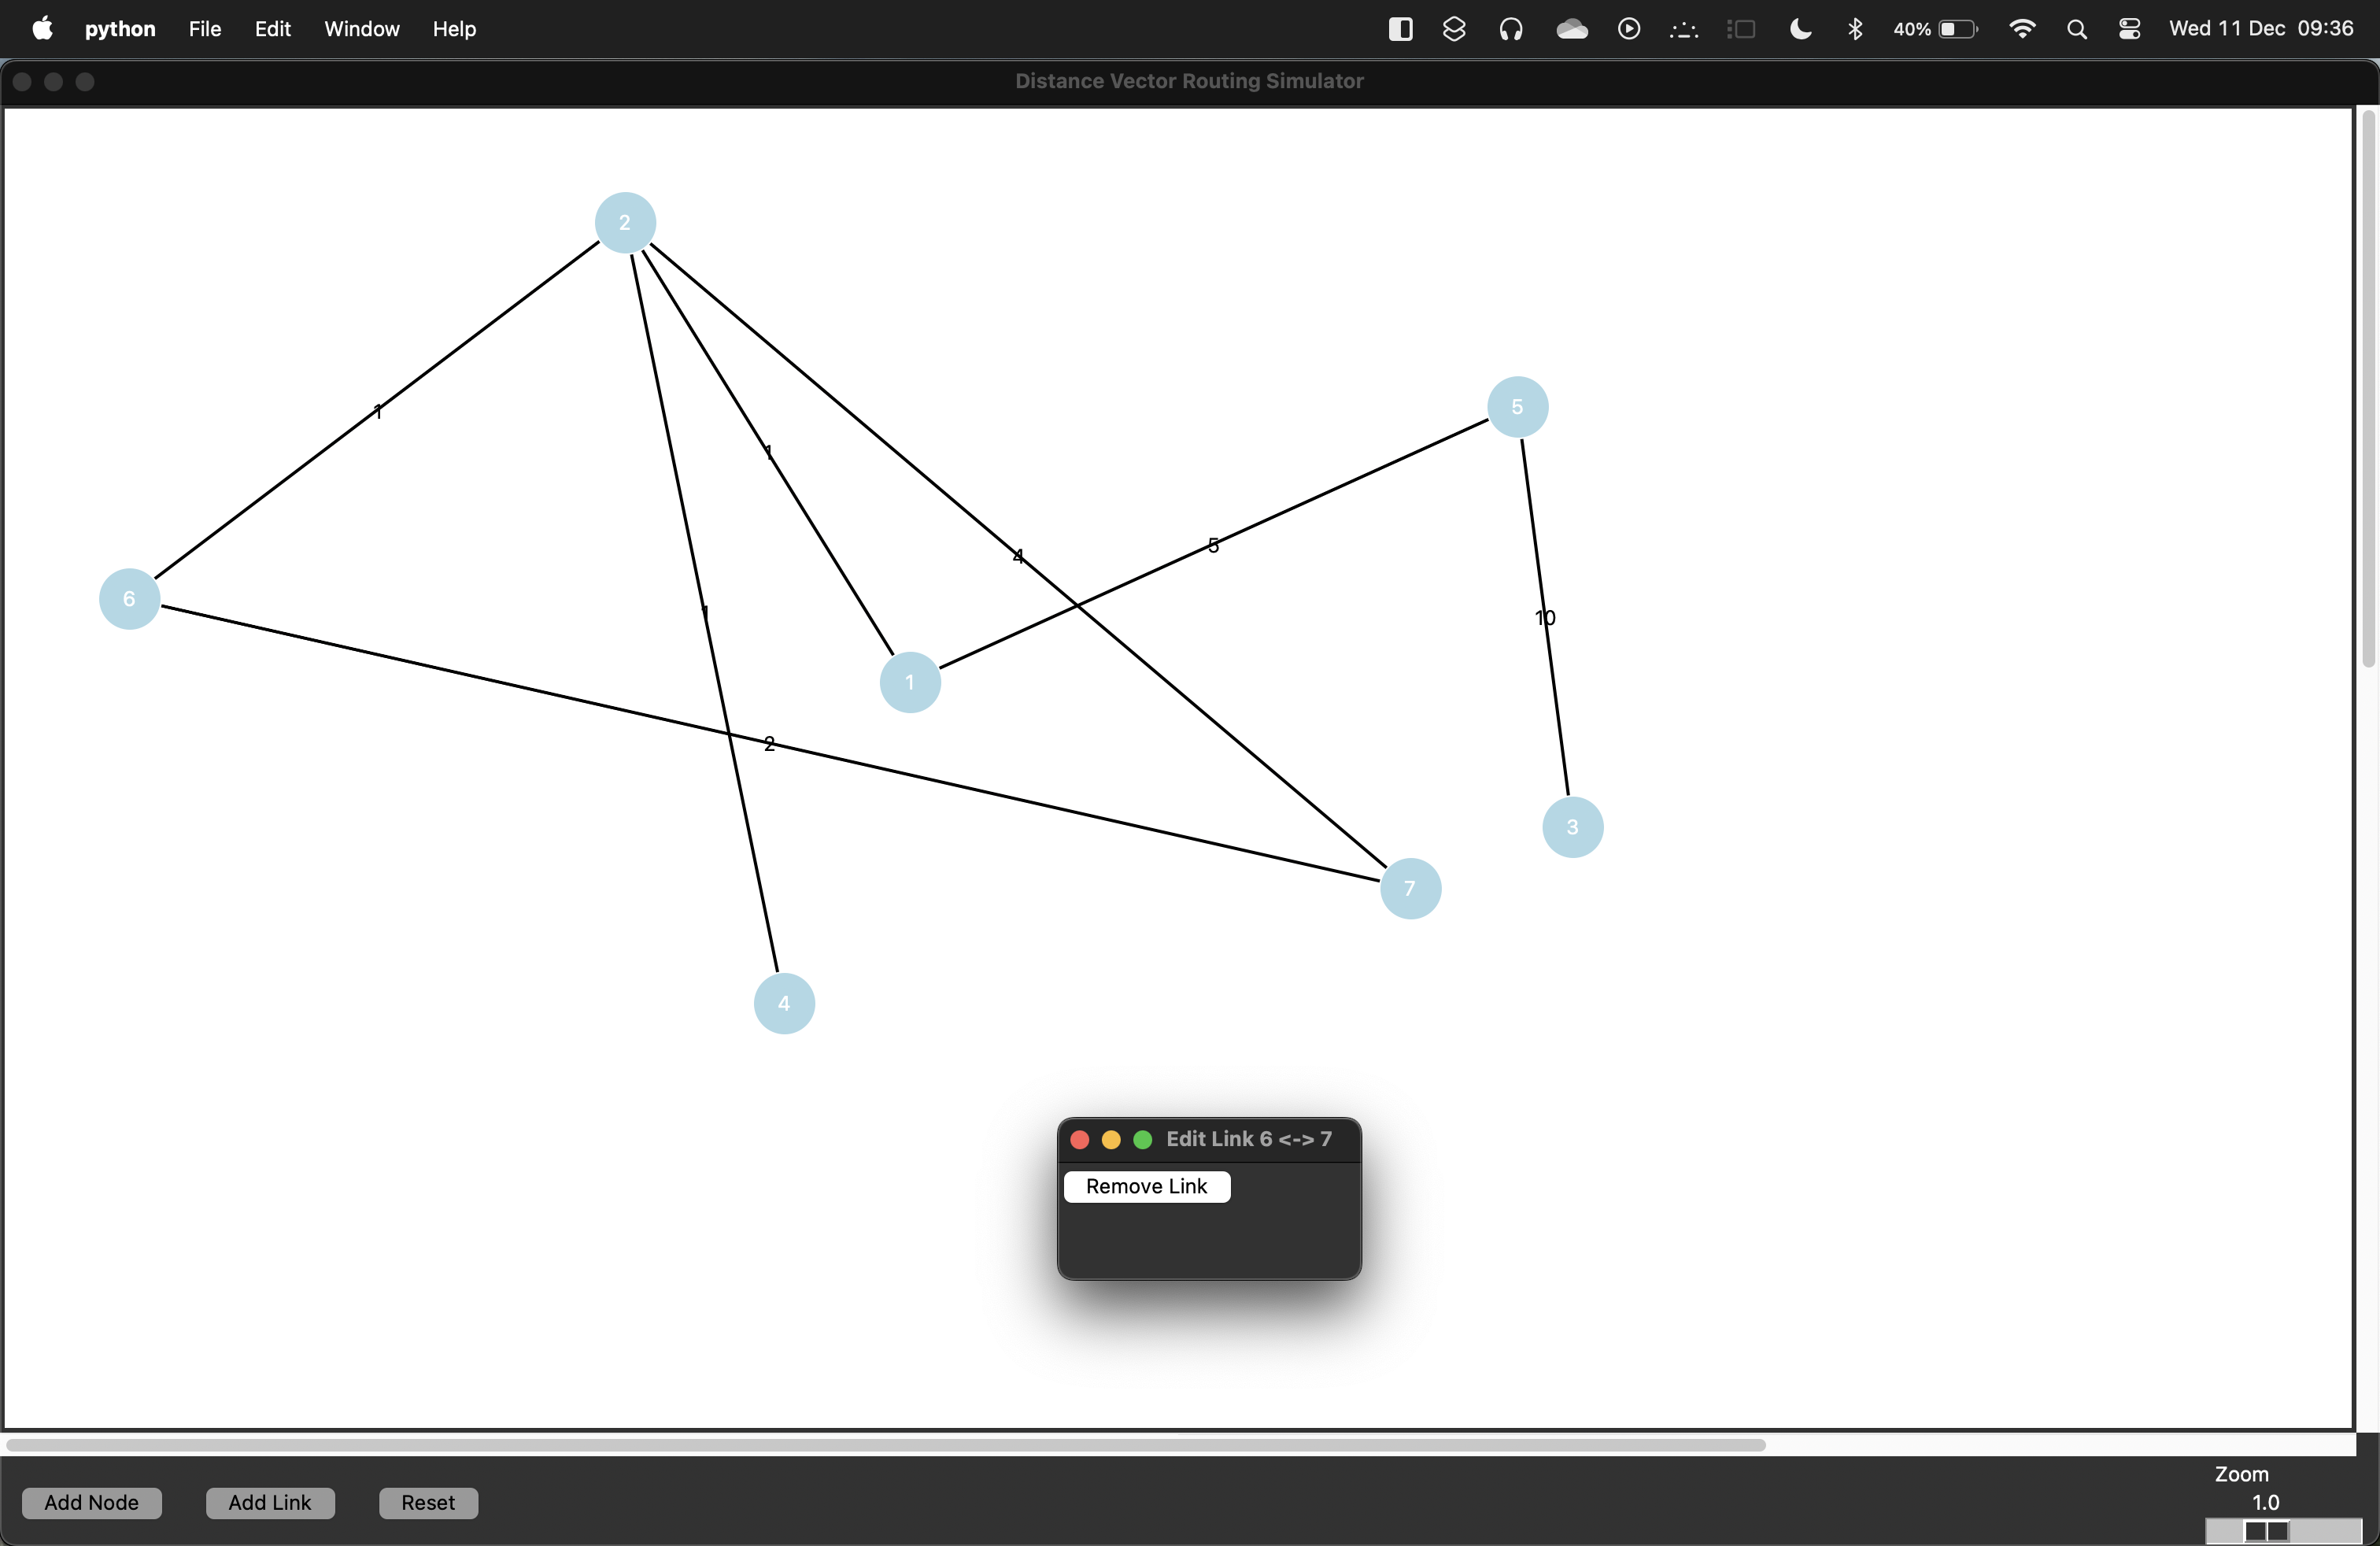 python File Edit Window Help 40% Wed 11 Dec 09:36
Distance Vector Routing Simulator
2
5
1
1
5
4
6
1
10
1
2
3
7
4
Edit Link 6 <-> 7
Remove Link
Zoom
Add Node Add Link Reset 1.0